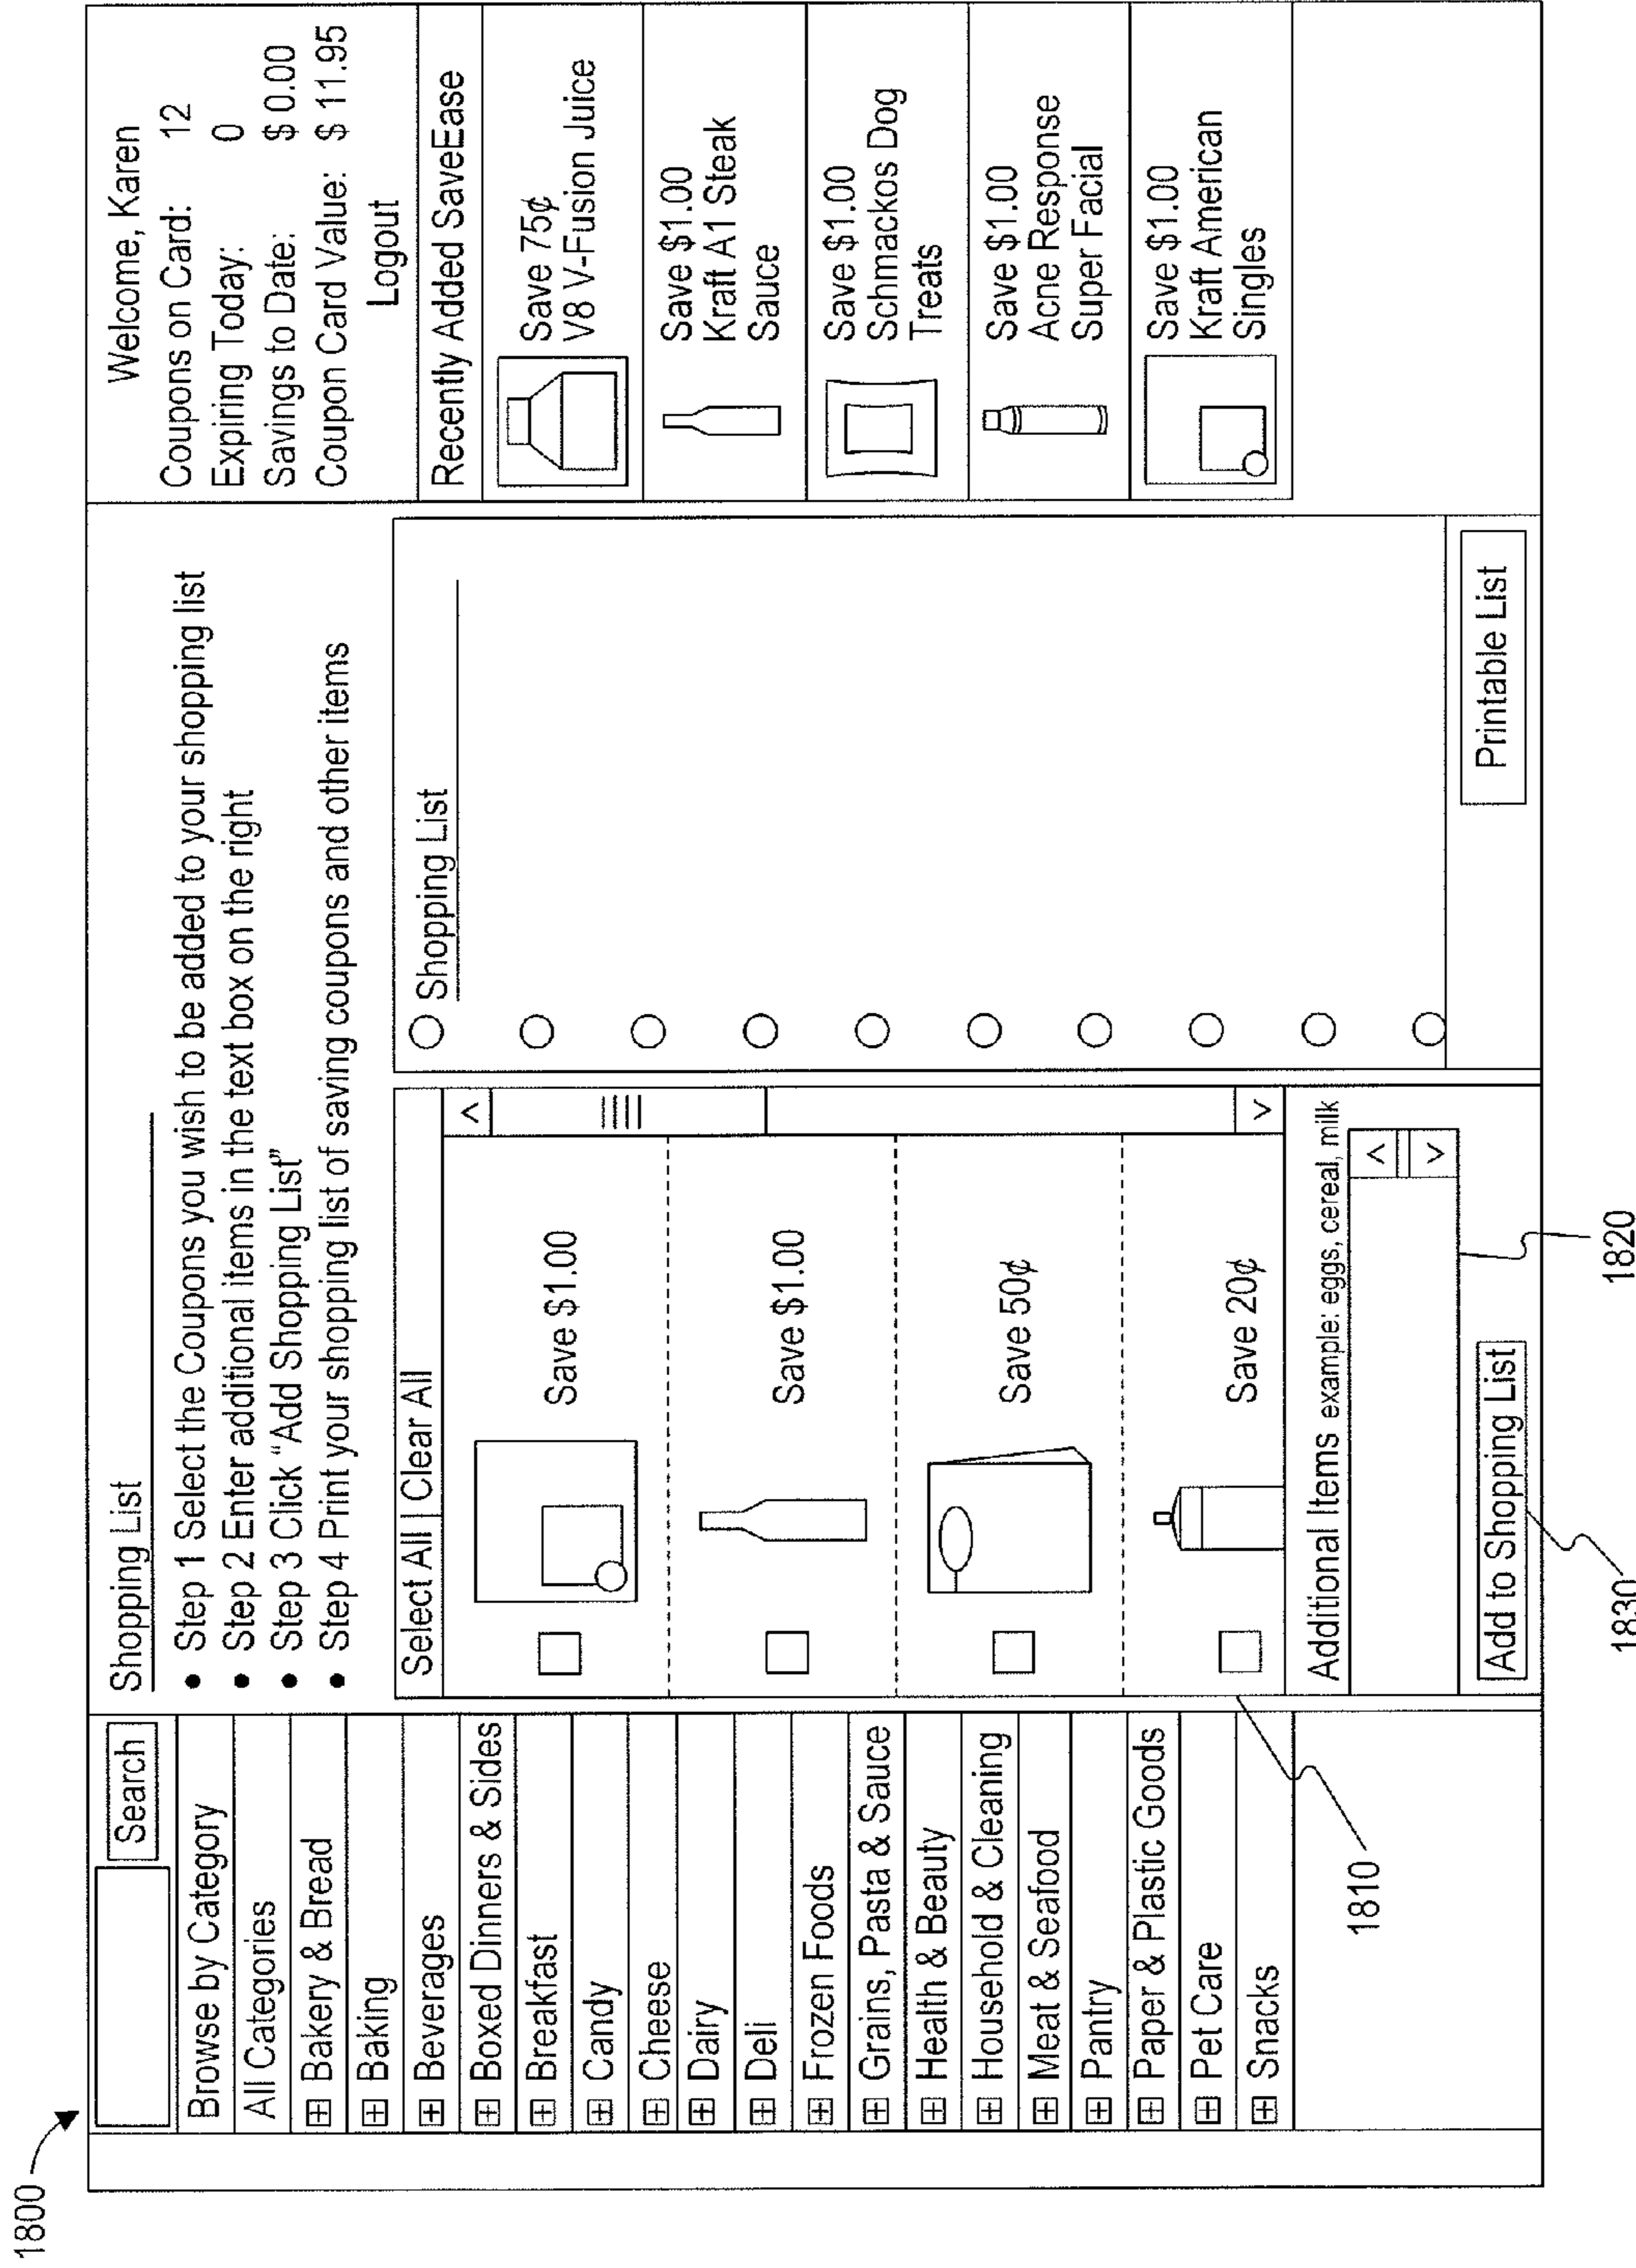 1800
Search
Browse by Category
All Categories
Bakery & Bread
Baking
Beverages
Boxed Dinners & Sides
Breakfast
Candy
Cheese
Dairy
Deli
Frozen Foods
Grains, Pasta & Sauce
Health & Beauty
Household & Cleaning
Meat & Seafood
Pantry
Paper & Plastic Goods
Pet Care
Snacks
Shopping List
• Step 1 Select the Coupons you wish to be added to your shopping list
• Step 2 Enter additional items in the text box on the right
• Step 3 Click “Add Shopping List”
• Step 4 Print your shopping list of saving coupons and other items
Select All | Clear All
Save $1.00
Save $1.00
Save 50¢
Save 20¢
Additional Items example: eggs, cereal, milk
Add to Shopping List
Shopping List
Printable List
Welcome, Karen
Coupons on Card: 12
Expiring Today: 0
Savings to Date: $ 0.00
Coupon Card Value: $ 11.95
Logout
Recently Added SaveEase
Save 75¢
V8 V-Fusion Juice
Save $1.00
Kraft A1 Steak
Sauce
Save $1.00
Schmackos Dog
Treats
Save $1.00
Acne Response
Super Facial
Save $1.00
Kraft American
Singles
1810
1830
1820